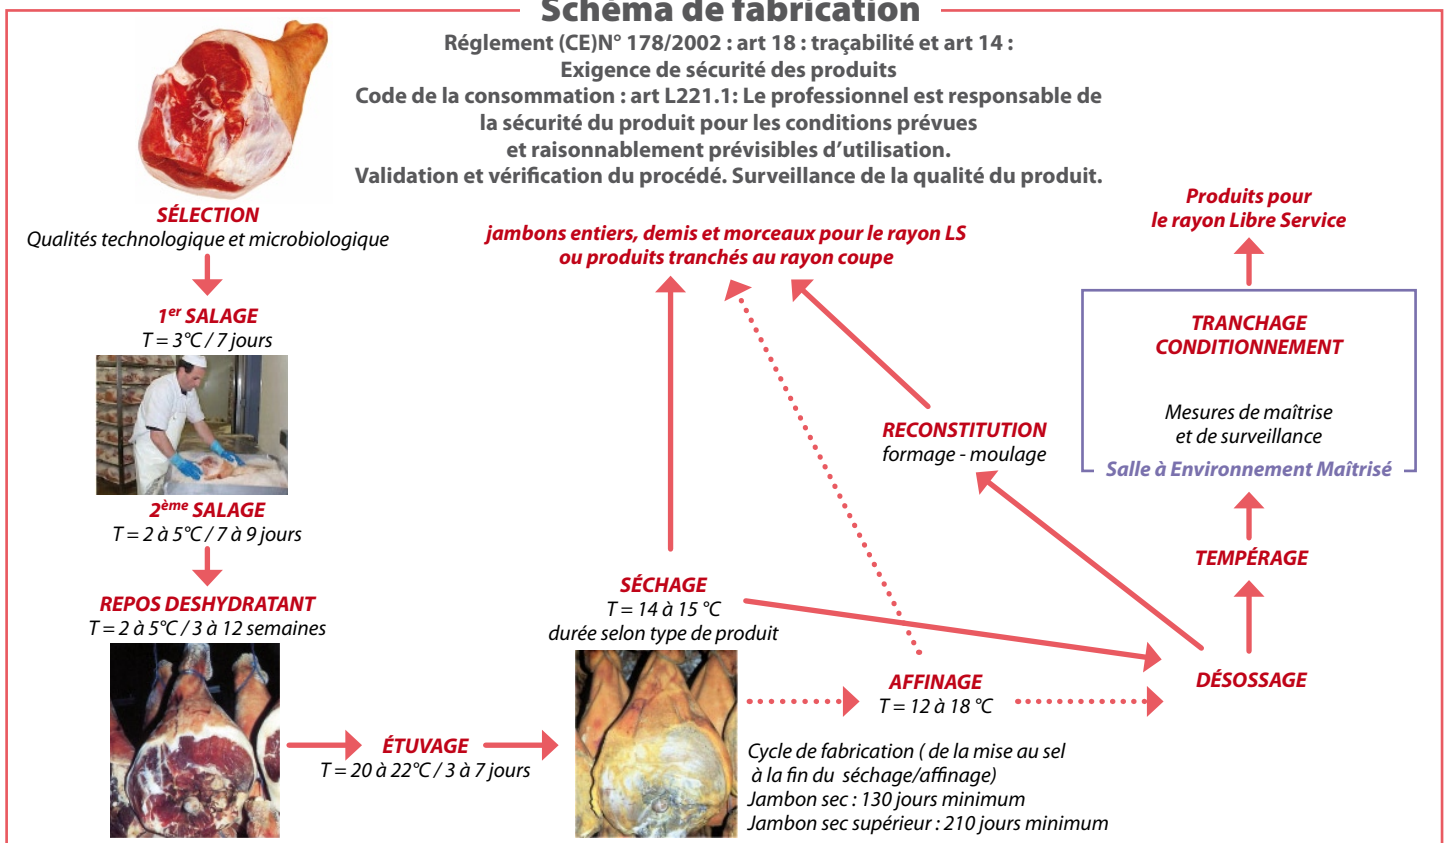 Schéma de fabrication
Réglement (CE)N° 178/2002 : art 18 : traçabilité et art 14 :
Exigence de sécurité des produits
Code de la consommation : art L221.1: Le professionnel est responsable de
la sécurité du produit pour les conditions prévues
et raisonnablement prévisibles d'utilisation.
Validation et vérification du procédé. Surveillance de la qualité du produit.
SÉLECTION
Qualités technologique et microbiologique
1er SALAGE
T = 3°C / 7 jours
2ème SALAGE
T = 2 à 5°C / 7 à 9 jours
REPOS DESHYDRATANT
T = 2 à 5°C / 3 à 12 semaines
ÉTUVAGE
T = 20 à 22°C / 3 à 7 jours
SÉCHAGE
T = 14 à 15 °C
durée selon type de produit
AFFINAGE
T = 12 à 18 °C
Cycle de fabrication ( de la mise au sel
à la fin du séchage/affinage)
Jambon sec : 130 jours minimum
Jambon sec supérieur : 210 jours minimum
jambons entiers, demis et morceaux pour le rayon LS
ou produits tranchés au rayon coupe
RECONSTITUTION
formage - moulage
DÉSOSSAGE
TEMPÉRAGE
TRANCHAGE
CONDITIONNEMENT
Mesures de maîtrise
et de surveillance
Salle à Environnement Maîtrisé
Produits pour
le rayon Libre Service